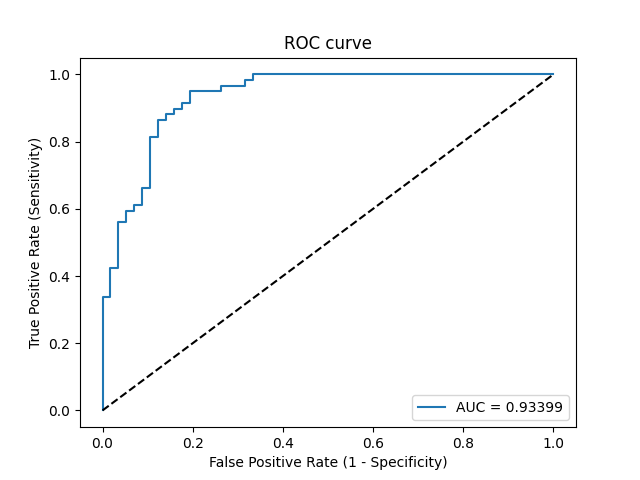 ROC curve
True Positive Rate (Sensitivity)
1.0
0.8
0.6
0.4
0.2
0.0
AUC = 0.93399
0.0 0.2 0.4 0.6 0.8 1.0
False Positive Rate (1 - Specificity)